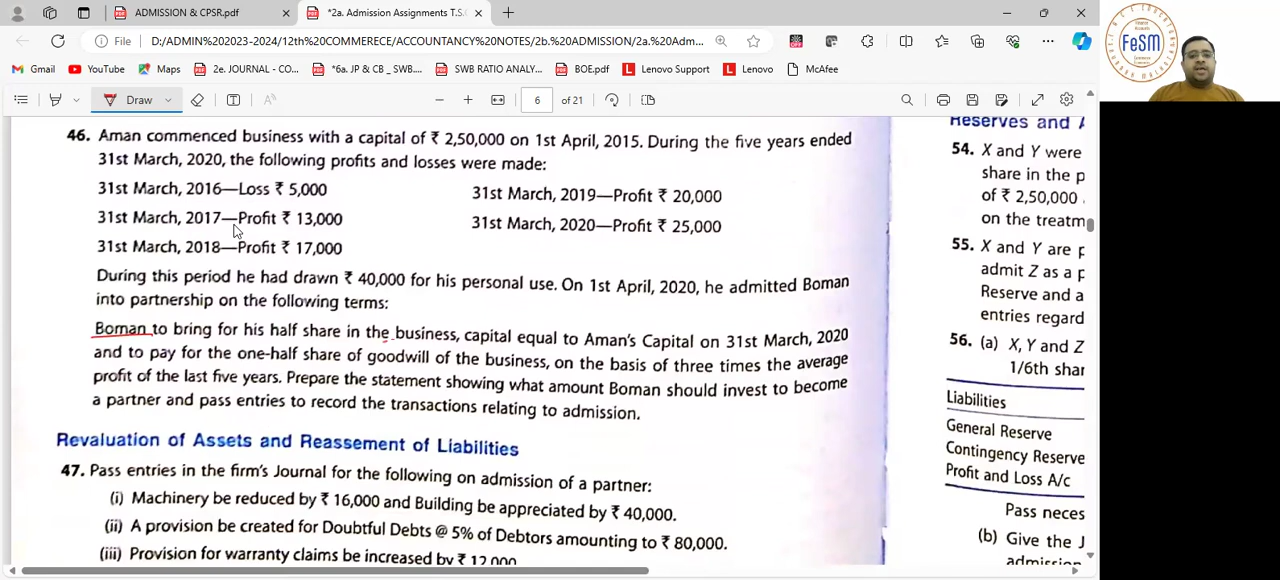 ADMISSION & CPSR.pdf
*2a. Admission Assignments T.S.
File
D:/ADMIN%202023-2024/12th%20COMMERECE/ACCOUNTANCY%20NOTES/2b.%20ADMISSION/2a.%20Adm...
Gmail
YouTube
Maps
2e. JOURNAL - CO...
*6a. JP & CB _ SWB....
SWB RATIO ANALY...
BOE.pdf
Lenovo Support
Lenovo
McAfee
Draw
6 of 21
46. Aman commenced business with a capital of ₹ 2,50,000 on 1st April, 2015. During the five years ended
31st March, 2020, the following profits and losses were made:
31st March, 2016—Loss ₹ 5,000
31st March, 2019—Profit ₹ 20,000
31st March, 2017—Profit ₹ 13,000
31st March, 2020—Profit ₹ 25,000
31st March, 2018—Profit ₹ 17,000
During this period he had drawn ₹ 40,000 for his personal use. On 1st April, 2020, he admitted Boman
into partnership on the following terms:
Boman to bring for his half share in the business, capital equal to Aman's Capital on 31st March, 2020
and to pay for the one-half share of goodwill of the business, on the basis of three times the average
profit of the last five years. Prepare the statement showing what amount Boman should invest to become
a partner and pass entries to record the transactions relating to admission.
Revaluation of Assets and Reassement of Liabilities
47. Pass entries in the firm's Journal for the following on admission of a partner:
(i) Machinery be reduced by ₹ 16,000 and Building be appreciated by ₹ 40,000.
(ii) A provision be created for Doubtful Debts @ 5% of Debtors amounting to ₹ 80,000.
(iii) Provision for warranty claims be increased by ₹ 12,000
Reserves and A
54. X and Y were
share in the p
of ₹ 2,50,000
on the treatm
55. X and Y are p
admit Z as a p
Reserve and a
entries regard
56. (a) X, Y and Z
1/6th shar
Liabilities
General Reserve
Contingency Reserve
Profit and Loss A/c
Pass neces
(b) Give the J
admission
FeSM